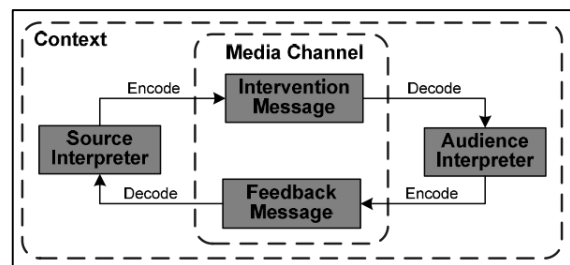 Context
Media Channel
Encode
Intervention
Message
Decode
Source
Interpreter
Audience
Interpreter
Decode
Feedback
Message
Encode